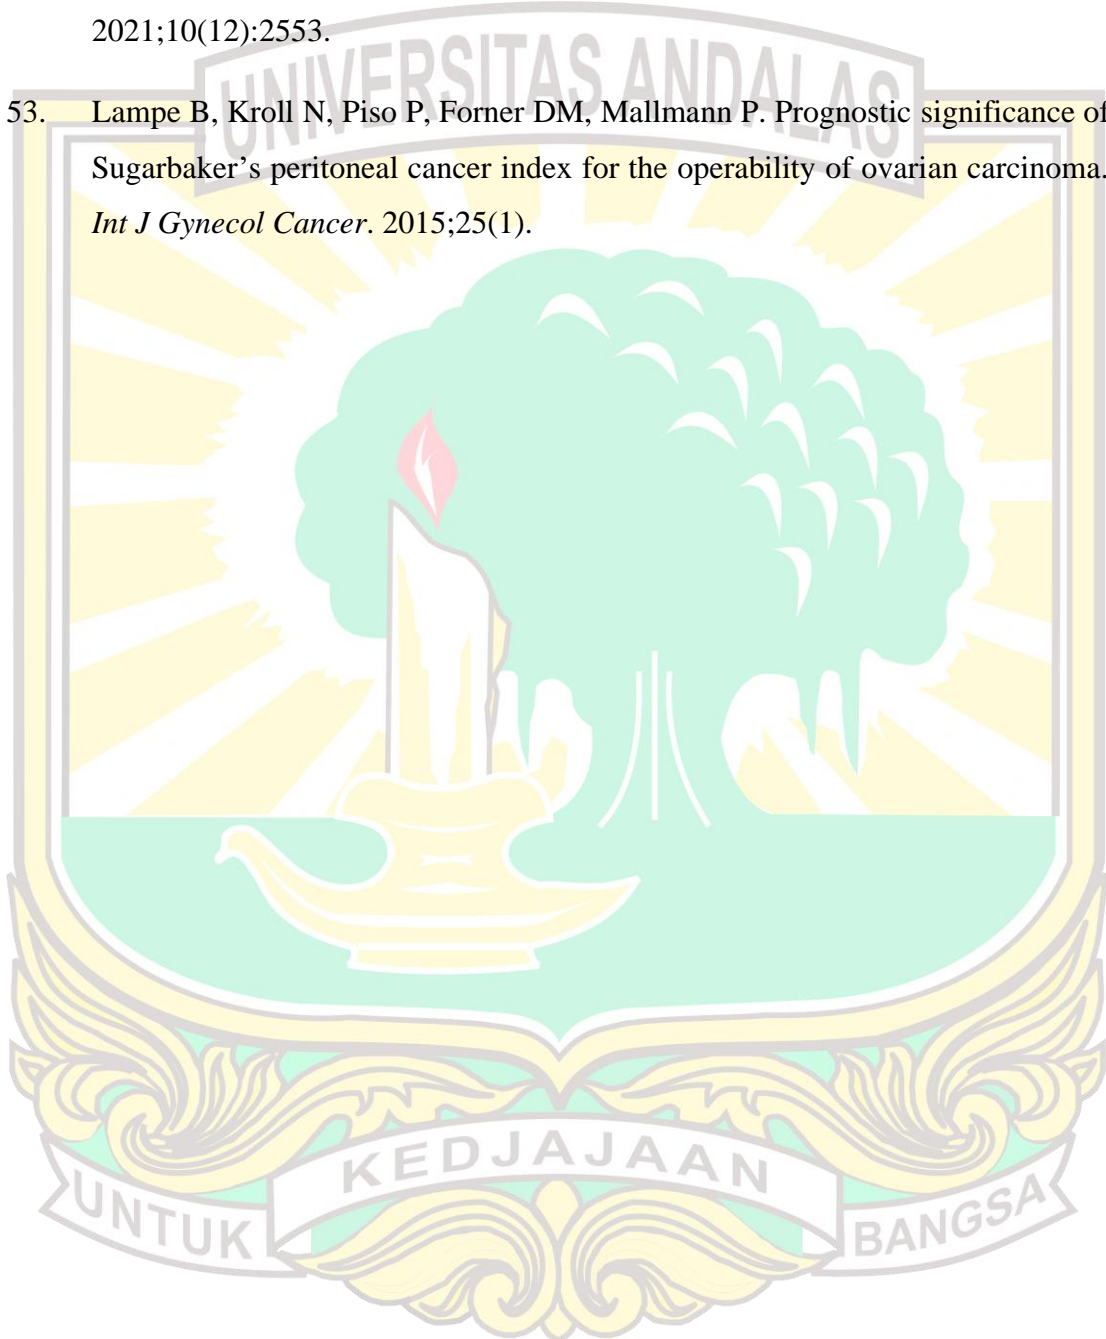 2021;10(12):2553.
UNIVERSITAS ANDALAS
53. Lampe B, Kroll N, Piso P, Forner DM, Mallmann P. Prognostic significance of
Sugarbaker’s peritoneal cancer index for the operability of ovarian carcinoma.
Int J Gynecol Cancer. 2015;25(1).
UNTUK KEDJAJAAN BANGSA